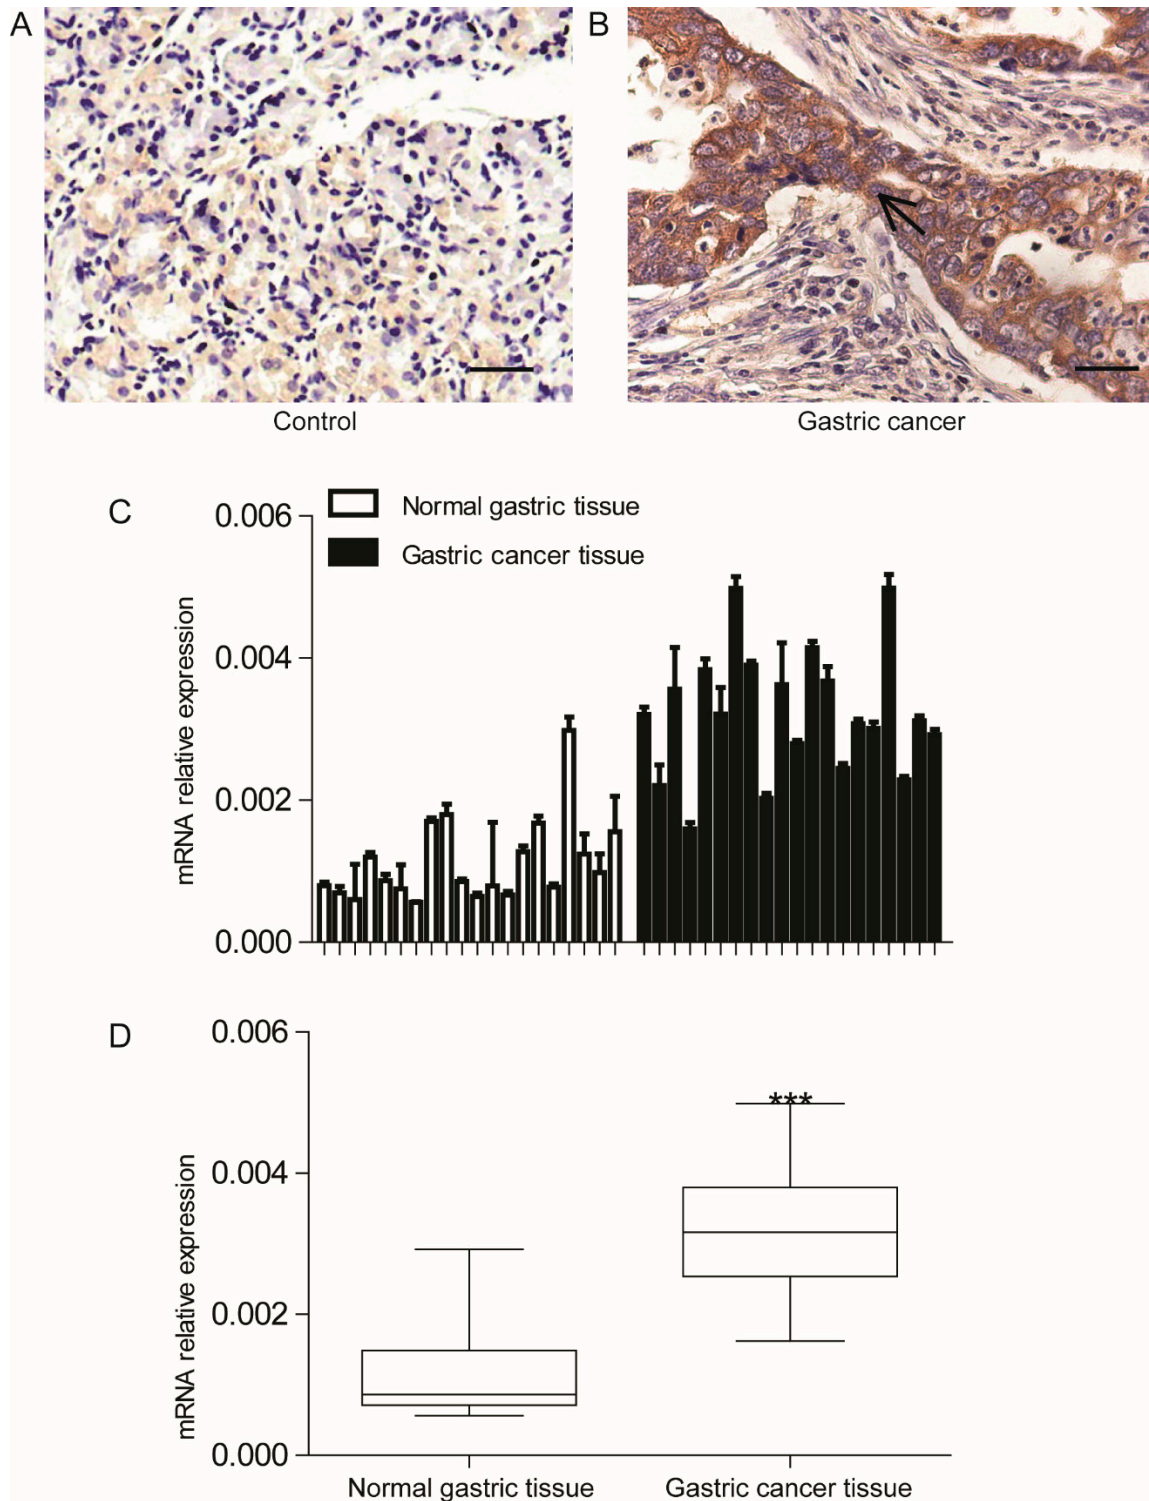 A
B
Control
Gastric cancer
C
Normal gastric tissue
Gastric cancer tissue
mRNA relative expression
0.006
0.004
0.002
0.000
D
mRNA relative expression
0.006
0.004
0.002
0.000
***
Normal gastric tissue
Gastric cancer tissue